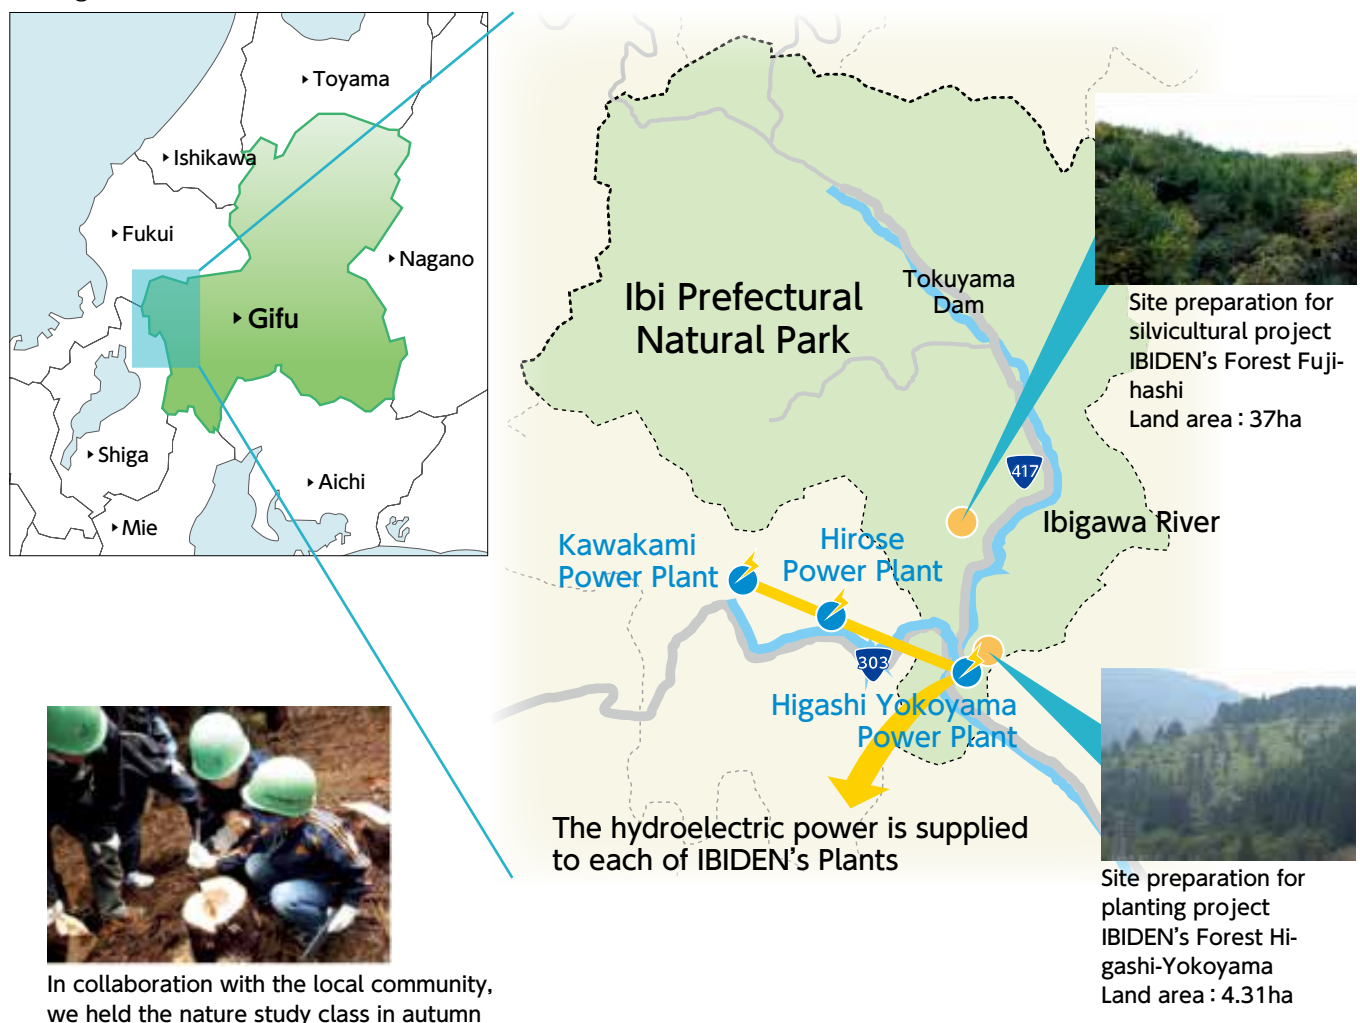 Toyama
Ishikawa
Fukui
Nagano
Gifu
Shiga
Aichi
Mie
Ibi Prefectural
Natural Park
Tokuyama
Dam
417
Ibigawa River
Kawakami
Power Plant
Hirose
Power Plant
303
Higashi Yokoyama
Power Plant
The hydroelectric power is supplied
to each of IBIDEN's Plants
Site preparation for
silvicultural project
IBIDEN's Forest Fuji-
hashi
Land area : 37ha
Site preparation for
planting project
IBIDEN's Forest Hi-
gashi-Yokoyama
Land area : 4.31ha
In collaboration with the local community,
we held the nature study class in autumn